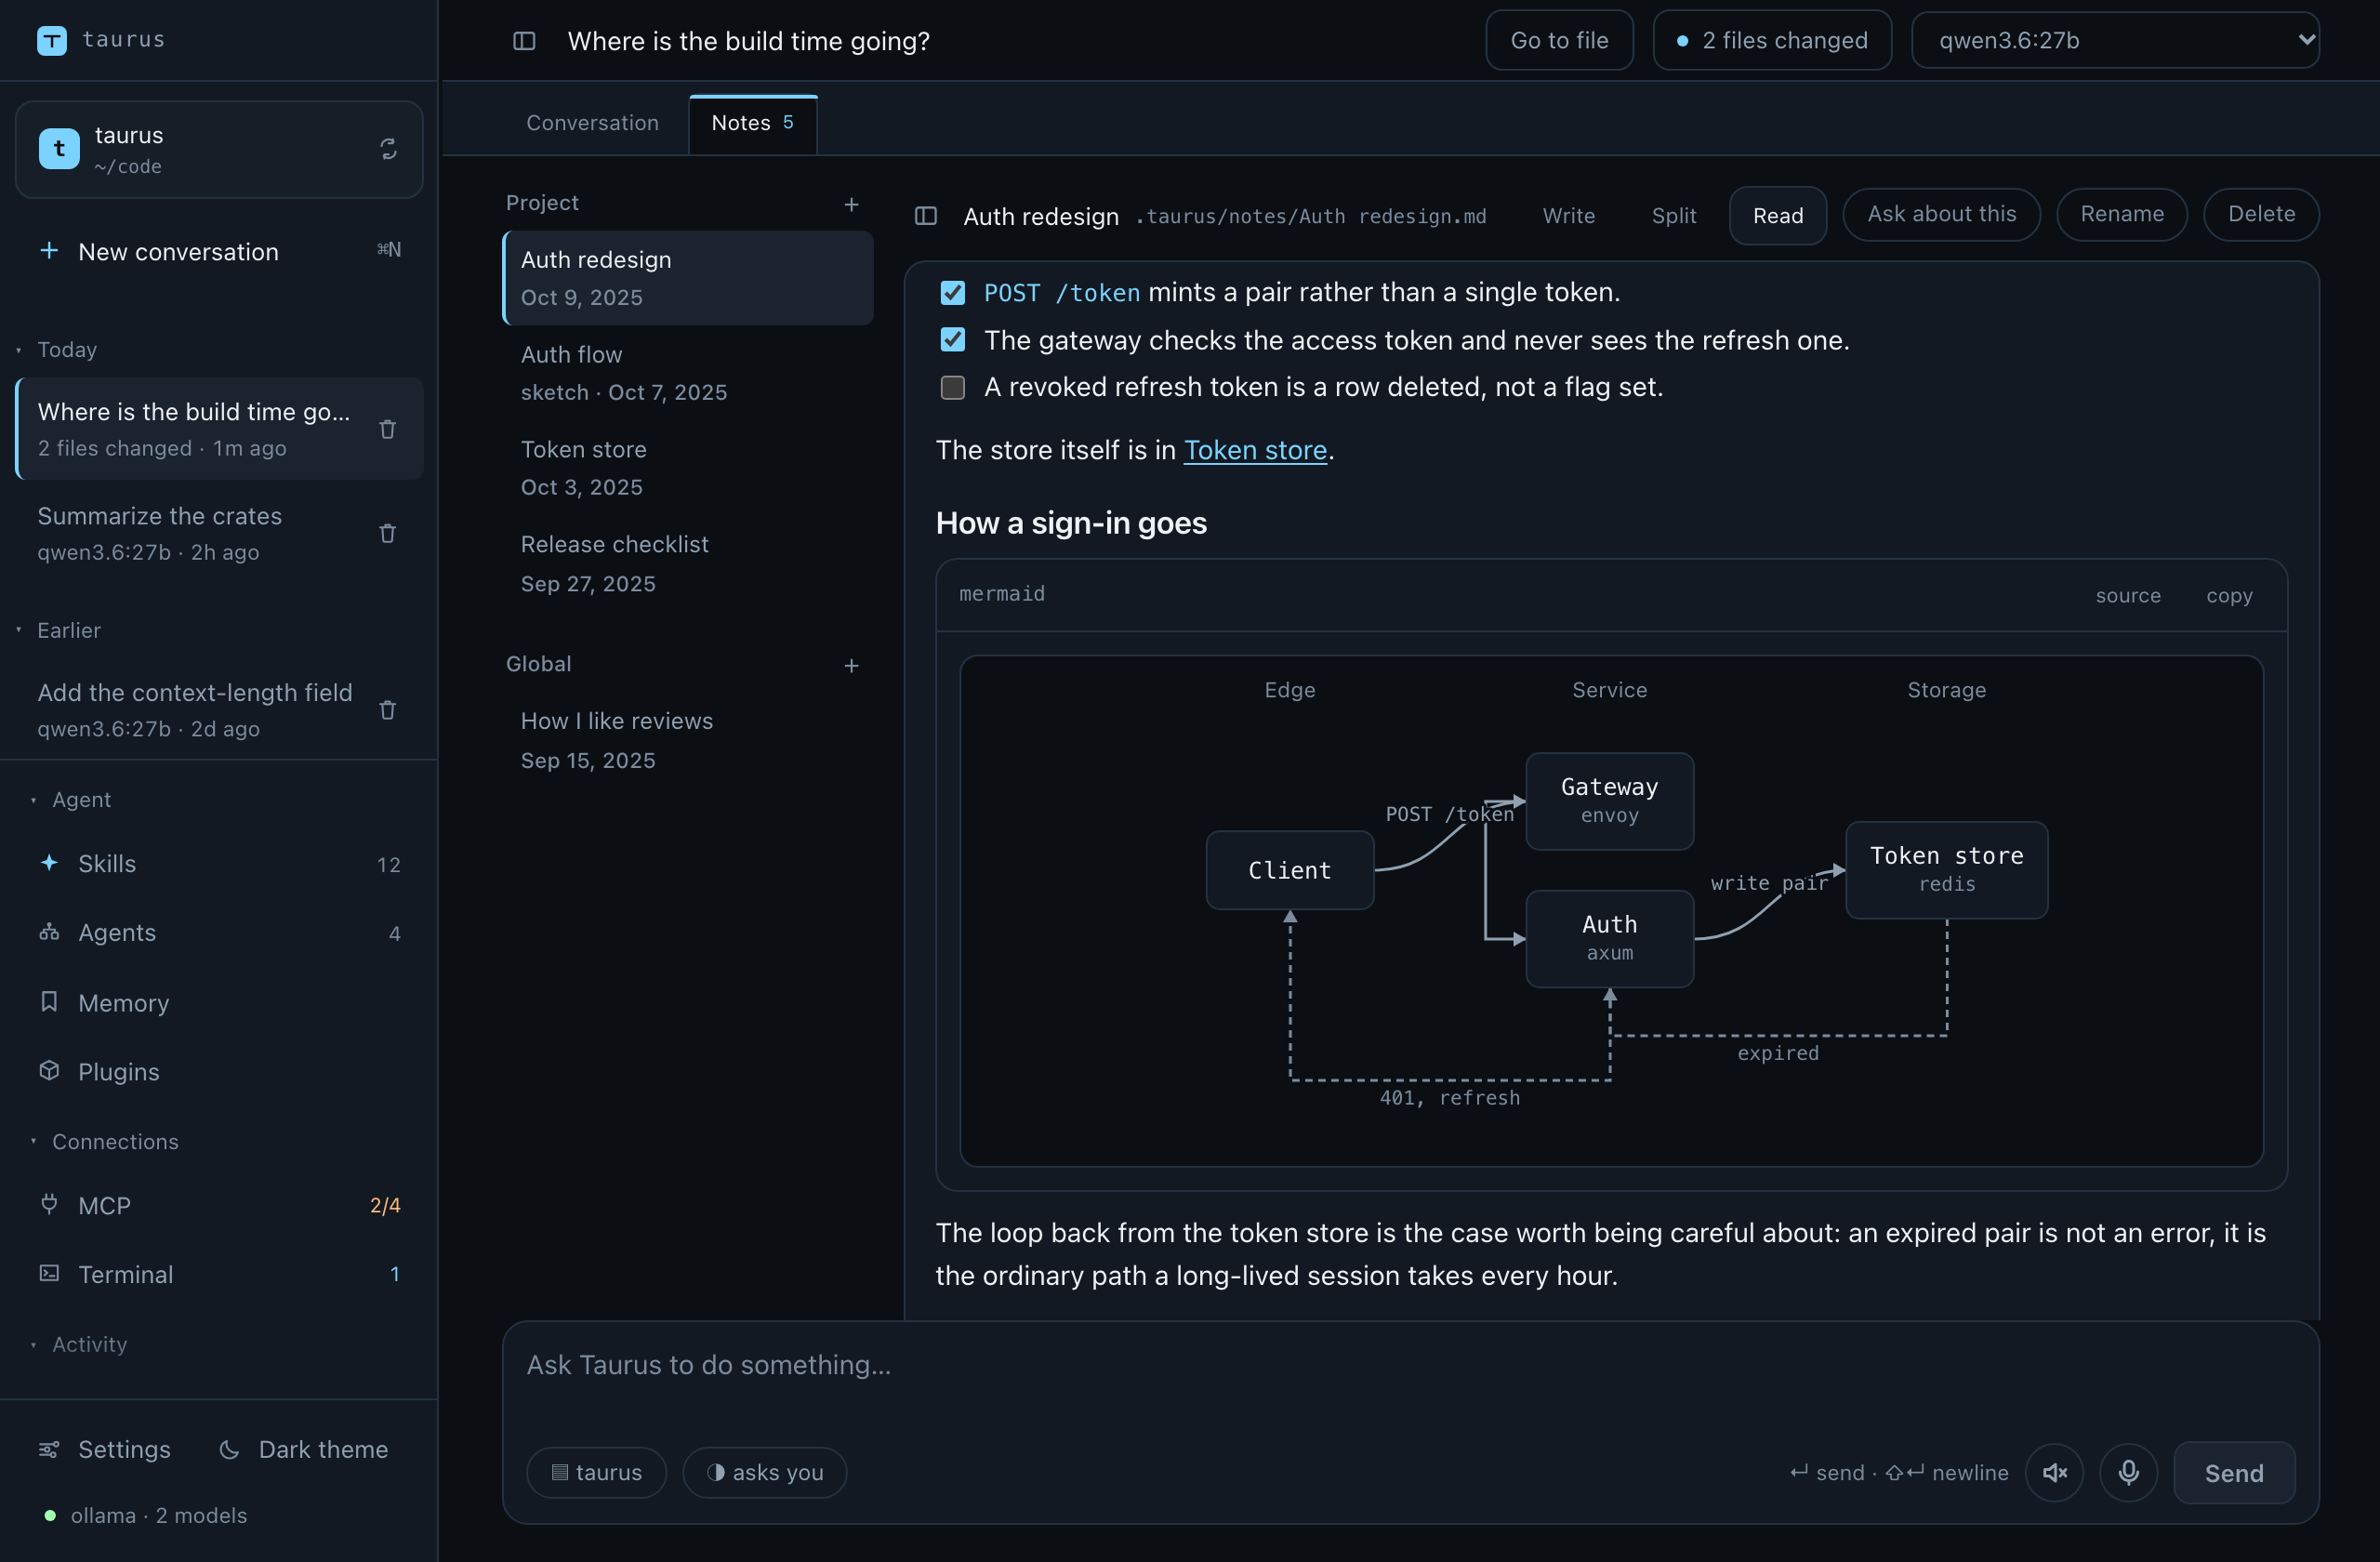 taurus
t
taurus
~/code
New conversation ⌘N
Today
Where is the build time go...
2 files changed · 1m ago
Summarize the crates
qwen3.6:27b · 2h ago
Earlier
Add the context-length field
qwen3.6:27b · 2d ago
Agent
Skills 12
Agents 4
Memory
Plugins
Connections
MCP 2/4
Terminal 1
Activity
Settings Dark theme
ollama · 2 models
Where is the build time going?
Go to file
2 files changed
qwen3.6:27b
Conversation
Notes 5
Project +
Auth redesign
Oct 9, 2025
Auth flow
sketch · Oct 7, 2025
Token store
Oct 3, 2025
Release checklist
Sep 27, 2025
Global +
How I like reviews
Sep 15, 2025
Auth redesign .taurus/notes/Auth redesign.md
Write
Split
Read
Ask about this
Rename
Delete
POST /token mints a pair rather than a single token.
The gateway checks the access token and never sees the refresh one.
A revoked refresh token is a row deleted, not a flag set.
The store itself is in Token store.
How a sign-in goes
mermaid
source
copy
Edge
Service
Storage
Gateway
envoy
POST /token
Client
Token store
redis
write pair
Auth
axum
expired
401, refresh
The loop back from the token store is the case worth being careful about: an expired pair is not an error, it is
the ordinary path a long-lived session takes every hour.
Ask Taurus to do something...
taurus
asks you
↵ send · ⇧↵ newline
Send